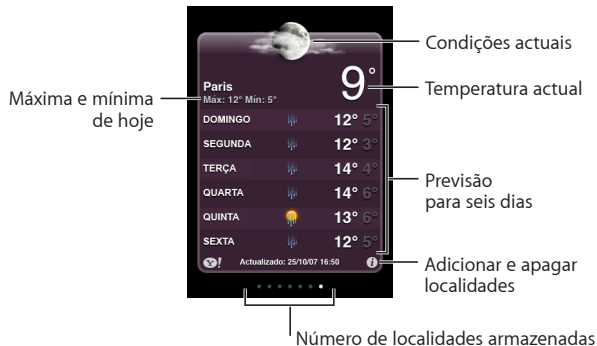 Condições actuais
Paris
9°
Máx: 12° Mín: 5°
Temperatura actual
Máxima e mínima
de hoje
DOMINGO 12° 5°
SEGUNDA 12° 3°
TERÇA 14° 4°
QUARTA 14° 6°
QUINTA 13° 6°
SEXTA 12° 5°
Previsão
para seis dias
Y! Actualizado: 25/10/07 16:50 i
Adicionar e apagar
localidades
Número de localidades armazenadas